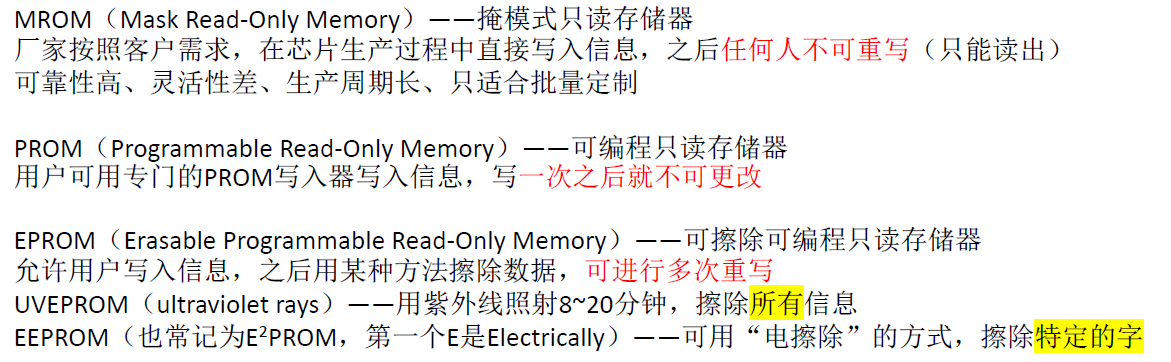 MROM（Mask Read-Only Memory）——掩模式只读存储器
厂家按照客户需求，在芯片生产过程中直接写入信息，之后任何人不可重写（只能读出）
可靠性高、灵活性差、生产周期长、只适合批量定制
PROM（Programmable Read-Only Memory）——可编程只读存储器
用户可用专门的PROM写入器写入信息，写一次之后就不可更改
EPROM（Erasable Programmable Read-Only Memory）——可擦除可编程只读存储器
允许用户写入信息，之后用某种方法擦除数据，可进行多次重写
UVEPROM（ultraviolet rays）——用紫外线照射8~20分钟，擦除所有信息
EEPROM（也常记为E²PROM，第一个E是Electrically）——可用“电擦除”的方式，擦除特定的字